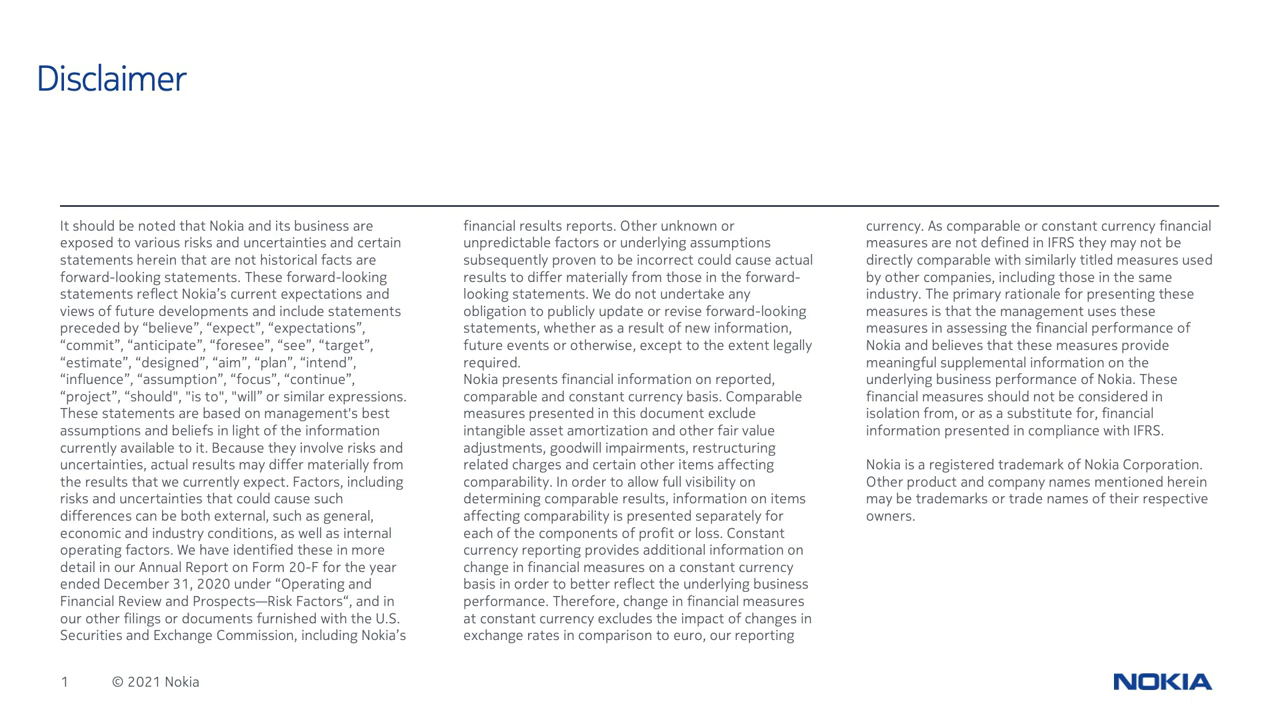 Disclaimer
It should be noted that Nokia and its business are
exposed to various risks and uncertainties and certain
statements herein that are not historical facts are
forward-looking statements. These forward-looking
statements reflect Nokia’s current expectations and
views of future developments and include statements
preceded by “believe”, “expect”, “expectations”,
“commit”, “anticipate”, “foresee”, “see”, “target”,
“estimate”, “designed”, “aim”, “plan”, “intend”,
“influence”, “assumption”, “focus”, “continue”,
“project”, “should", "is to", "will” or similar expressions.
These statements are based on management's best
assumptions and beliefs in light of the information
currently available to it. Because they involve risks and
uncertainties, actual results may differ materially from
the results that we currently expect. Factors, including
risks and uncertainties that could cause such
differences can be both external, such as general,
economic and industry conditions, as well as internal
operating factors. We have identified these in more
detail in our Annual Report on Form 20-F for the year
ended December 31, 2020 under “Operating and
Financial Review and Prospects—Risk Factors“, and in
our other filings or documents furnished with the U.S.
Securities and Exchange Commission, including Nokia’s
financial results reports. Other unknown or
unpredictable factors or underlying assumptions
subsequently proven to be incorrect could cause actual
results to differ materially from those in the forward-
looking statements. We do not undertake any
obligation to publicly update or revise forward-looking
statements, whether as a result of new information,
future events or otherwise, except to the extent legally
required.
Nokia presents financial information on reported,
comparable and constant currency basis. Comparable
measures presented in this document exclude
intangible asset amortization and other fair value
adjustments, goodwill impairments, restructuring
related charges and certain other items affecting
comparability. In order to allow full visibility on
determining comparable results, information on items
affecting comparability is presented separately for
each of the components of profit or loss. Constant
currency reporting provides additional information on
change in financial measures on a constant currency
basis in order to better reflect the underlying business
performance. Therefore, change in financial measures
at constant currency excludes the impact of changes in
exchange rates in comparison to euro, our reporting
currency. As comparable or constant currency financial
measures are not defined in IFRS they may not be
directly comparable with similarly titled measures used
by other companies, including those in the same
industry. The primary rationale for presenting these
measures is that the management uses these
measures in assessing the financial performance of
Nokia and believes that these measures provide
meaningful supplemental information on the
underlying business performance of Nokia. These
financial measures should not be considered in
isolation from, or as a substitute for, financial
information presented in compliance with IFRS.
Nokia is a registered trademark of Nokia Corporation.
Other product and company names mentioned herein
may be trademarks or trade names of their respective
owners.
1
© 2021 Nokia
NOKIA